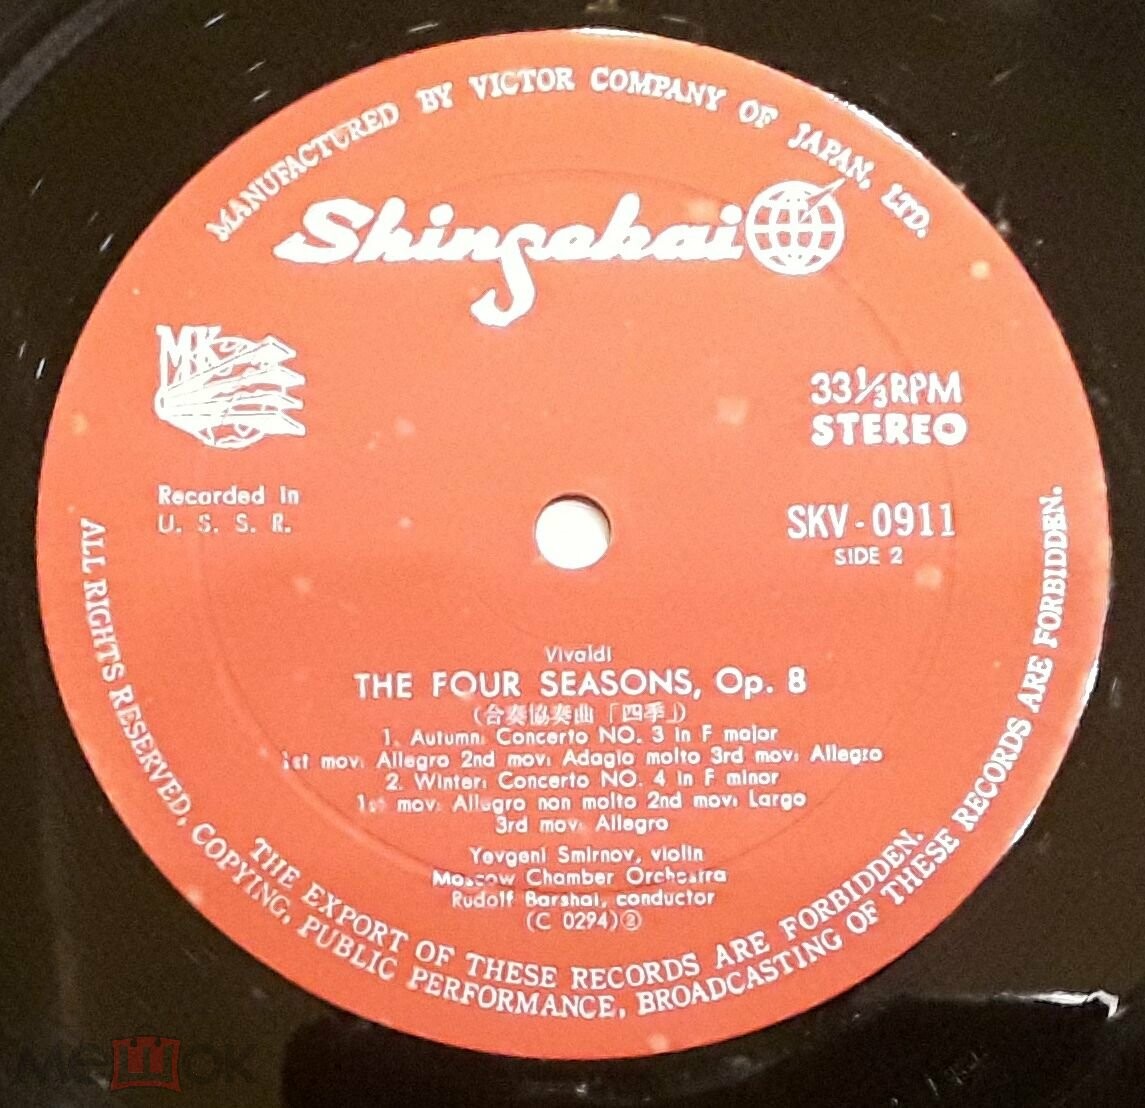 MANUFACTURED BY VICTOR COMPANY OF JAPAN, LTD.
Shinsekai
MK
33⅓RPM
STEREO
Recorded in
U. S. S. R.
SKV-0911
SIDE 2
Vivaldi
THE FOUR SEASONS, Op. 8
(合奏協奏曲「四季」)
1. Autumn: Concerto NO. 3 in F major
1st mov: Allegro 2nd mov: Adagio molto 3rd mov: Allegro
2. Winter: Concerto NO. 4 in F minor
1st mov: Allegro non molto 2nd mov: Largo
3rd mov: Allegro
Yevgeni Smirnov, violin
Moscow Chamber Orchestra
Rudolf Barshai, conductor
(C 0294)②
THE EXPORT OF THESE RECORDS ARE FORBIDDEN.
ALL RIGHTS RESERVED, COPYING, PUBLIC PERFORMANCE, BROADCASTING OF THESE RECORDS ARE FORBIDDEN.
мешок